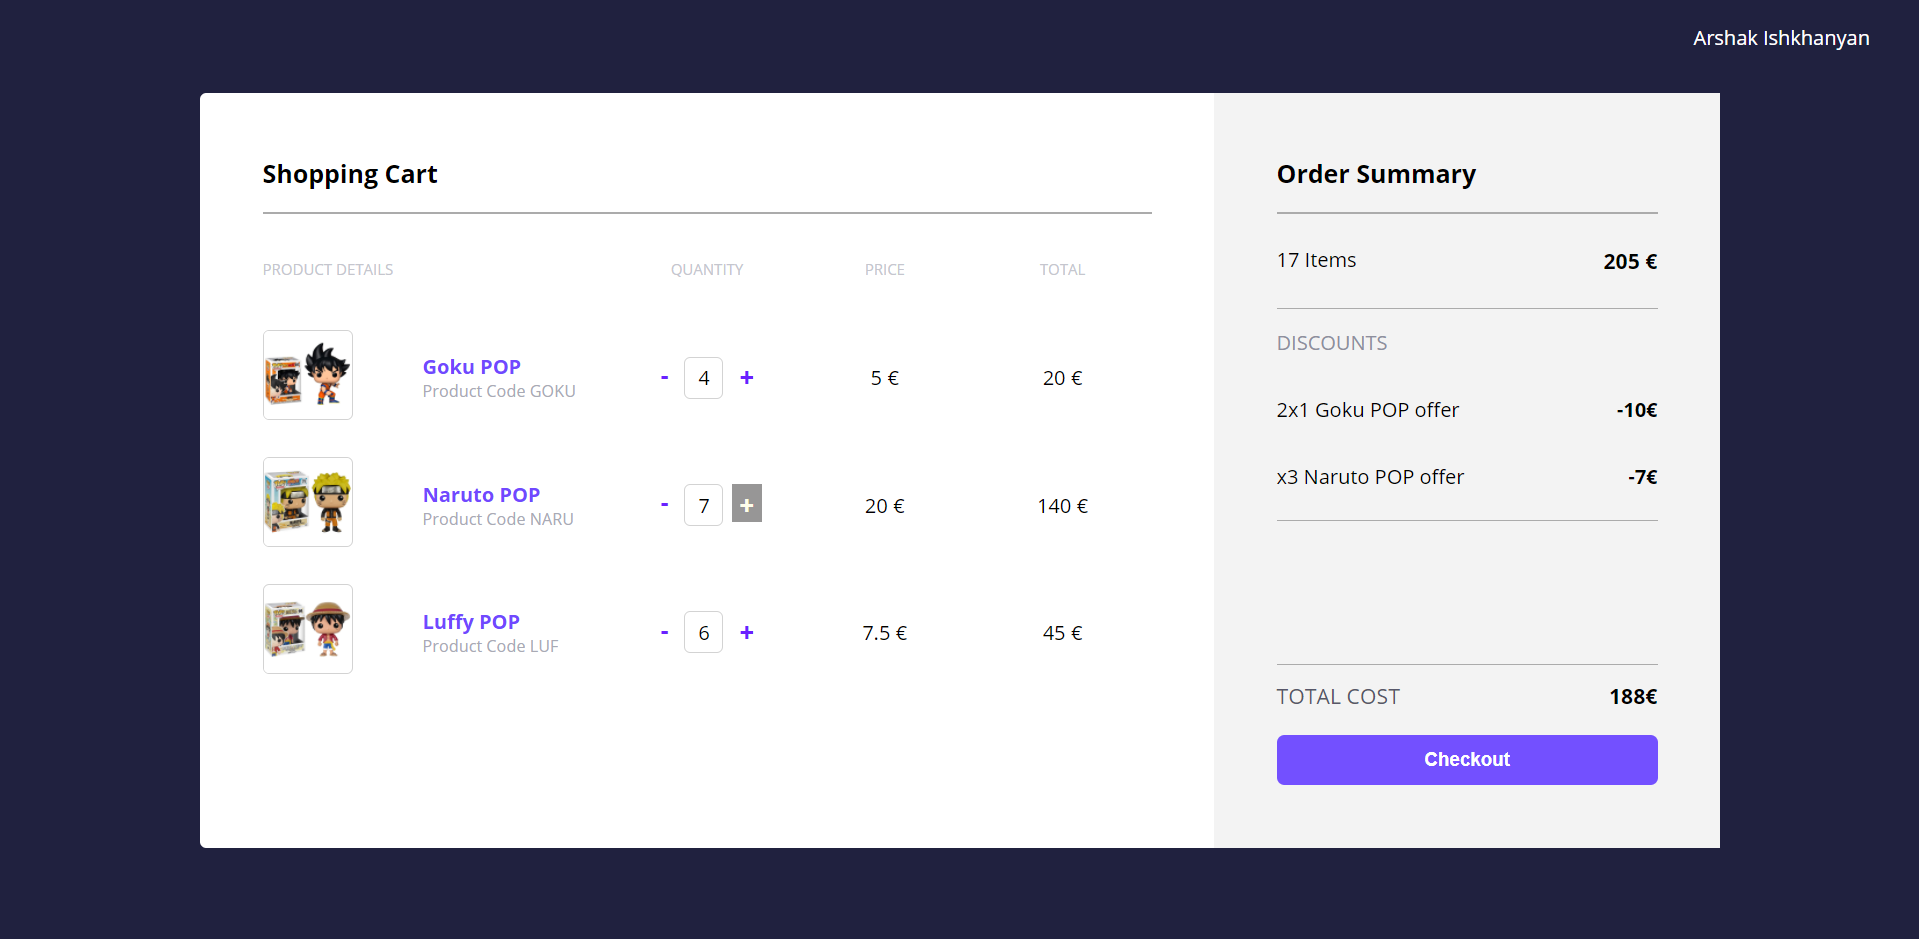 Arshak Ishkhanyan
Shopping Cart
PRODUCT DETAILS QUANTITY PRICE TOTAL
Goku POP
Product Code GOKU
- 4 + 5 € 20 €
Naruto POP
Product Code NARU
- 7 + 20 € 140 €
Luffy POP
Product Code LUF
- 6 + 7.5 € 45 €
Order Summary
17 Items 205 €
DISCOUNTS
2x1 Goku POP offer -10€
x3 Naruto POP offer -7€
TOTAL COST 188€
Checkout